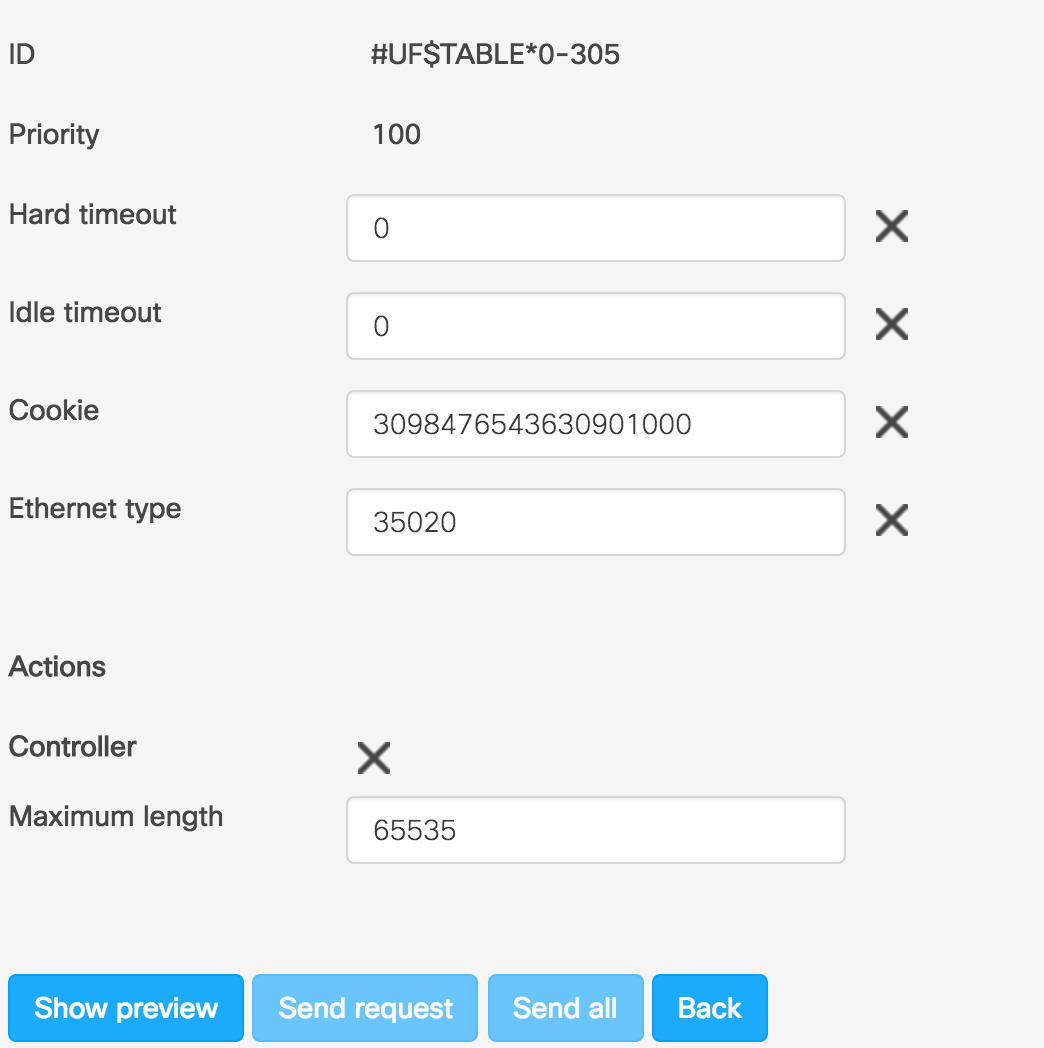 ID #UF$TABLE*0-305
Priority 100
Hard timeout 0
Idle timeout 0
Cookie 3098476543630901000
Ethernet type 35020
Actions
Controller
Maximum length 65535
Show preview Send request Send all Back